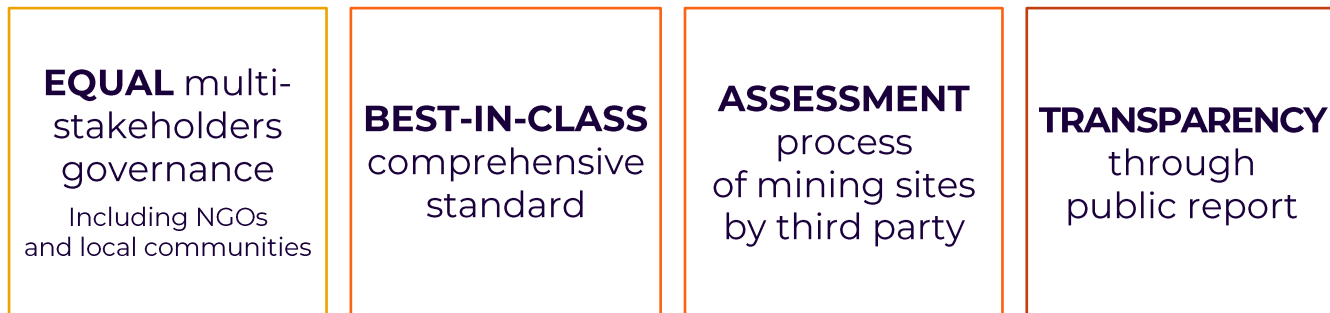 EQUAL multi-
stakeholders
governance
Including NGOs
and local communities
BEST-IN-CLASS
comprehensive
standard
ASSESSMENT
process
of mining sites
by third party
TRANSPARENCY
through
public report